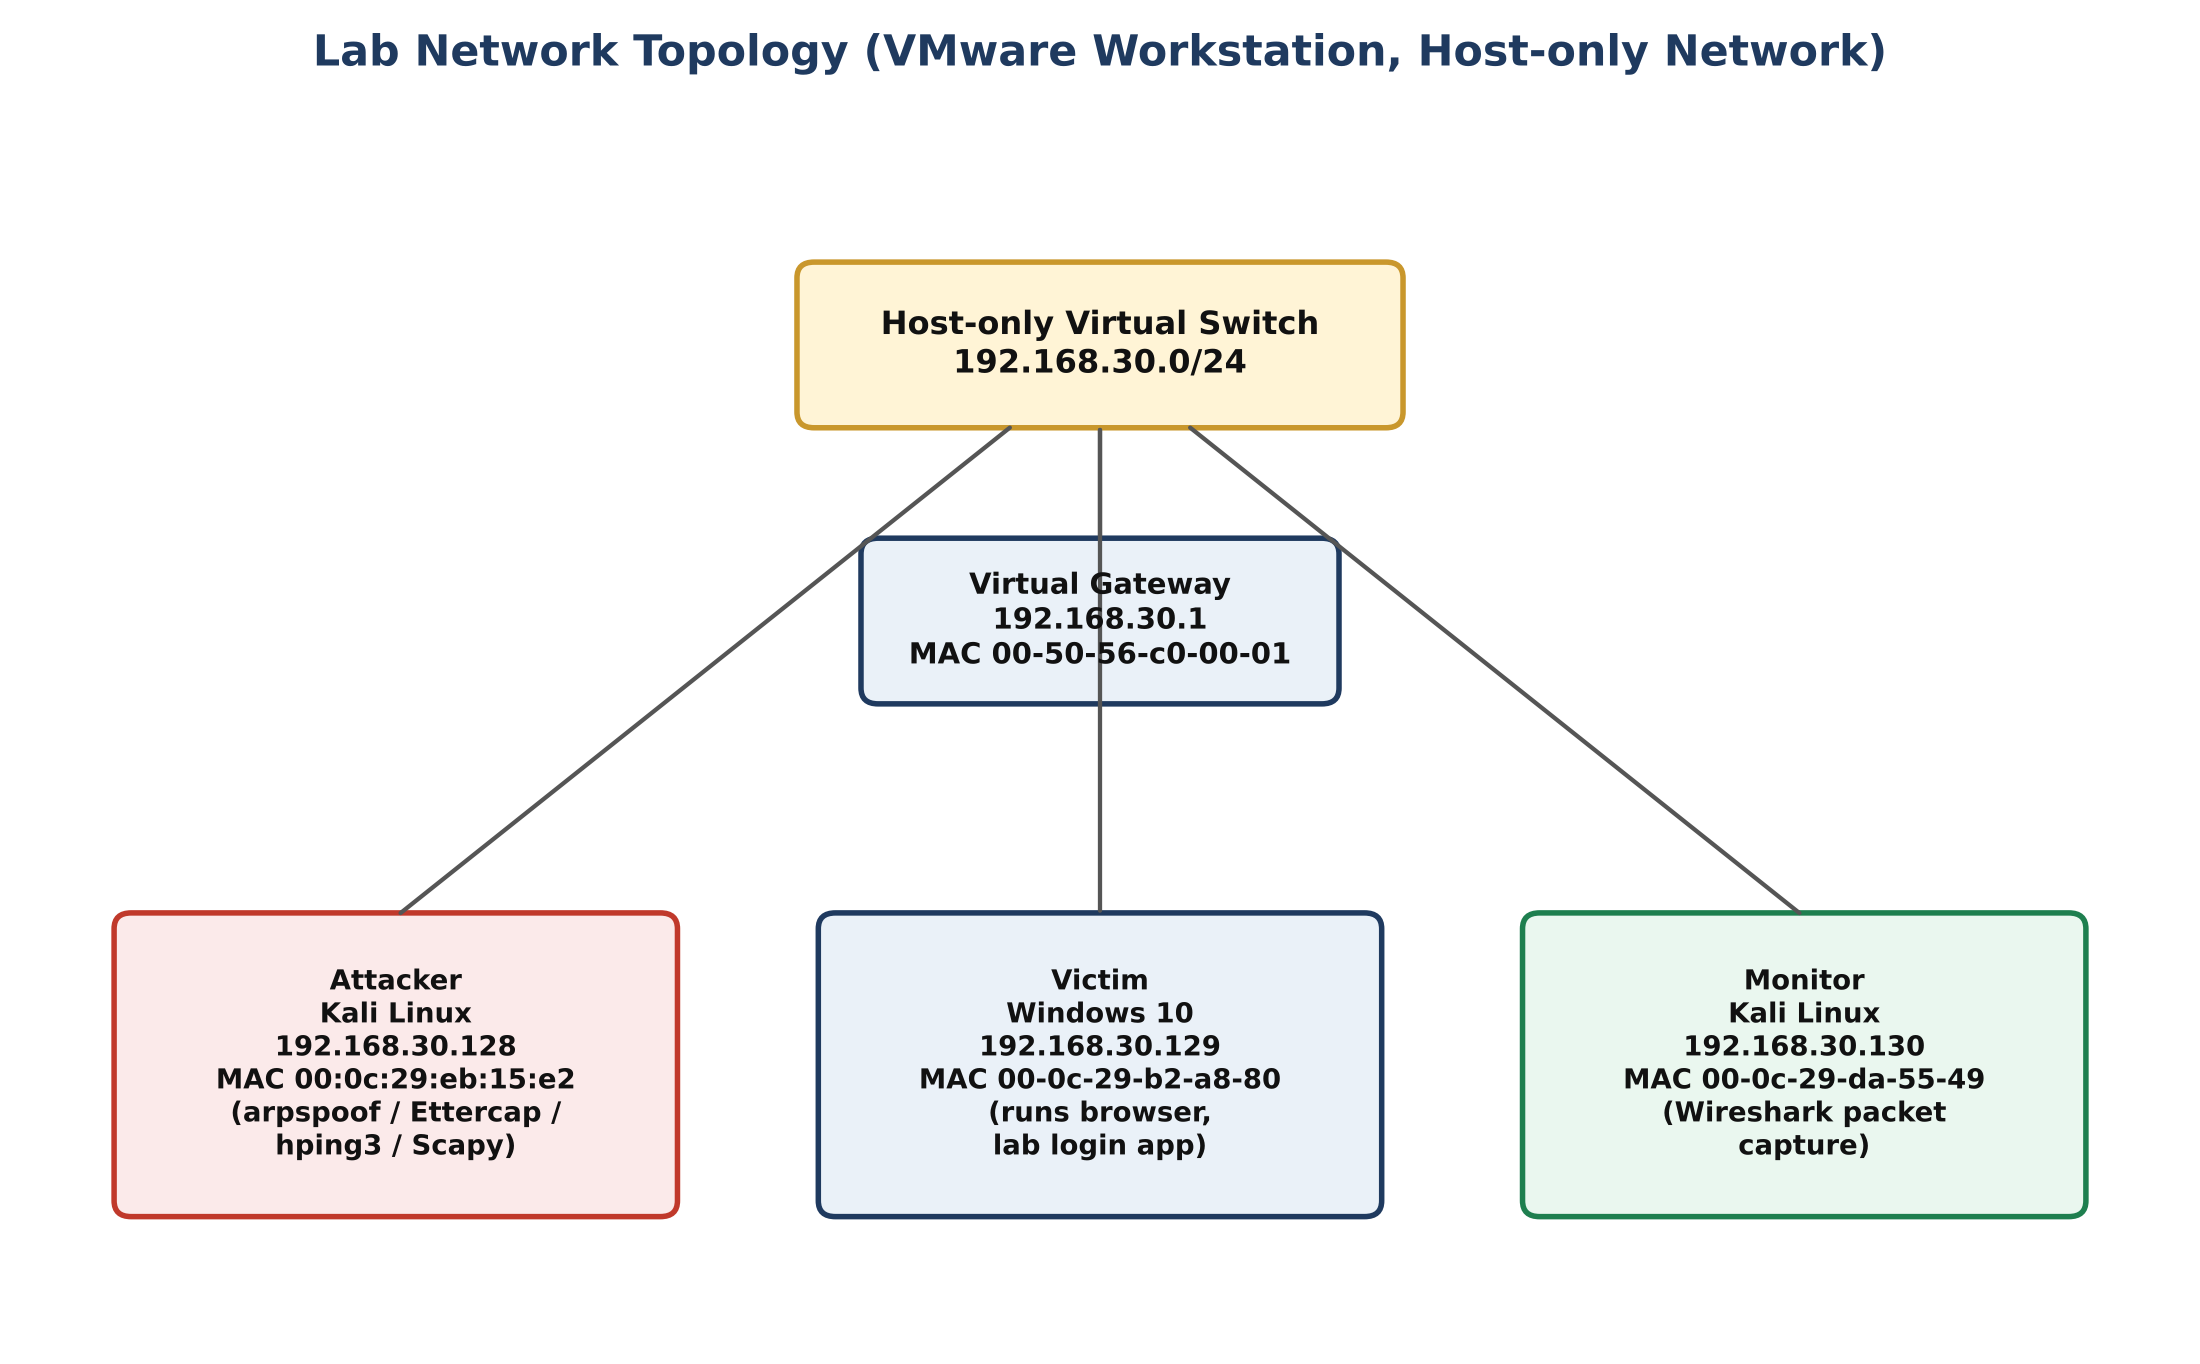 Lab Network Topology (VMware Workstation, Host-only Network)
Host-only Virtual Switch
192.168.30.0/24
Virtual Gateway
192.168.30.1
MAC 00-50-56-c0-00-01
Attacker
Kali Linux
192.168.30.128
MAC 00:0c:29:eb:15:e2
(arpspoof / Ettercap /
hping3 / Scapy)
Victim
Windows 10
192.168.30.129
MAC 00-0c-29-b2-a8-80
(runs browser,
lab login app)
Monitor
Kali Linux
192.168.30.130
MAC 00-0c-29-da-55-49
(Wireshark packet
capture)